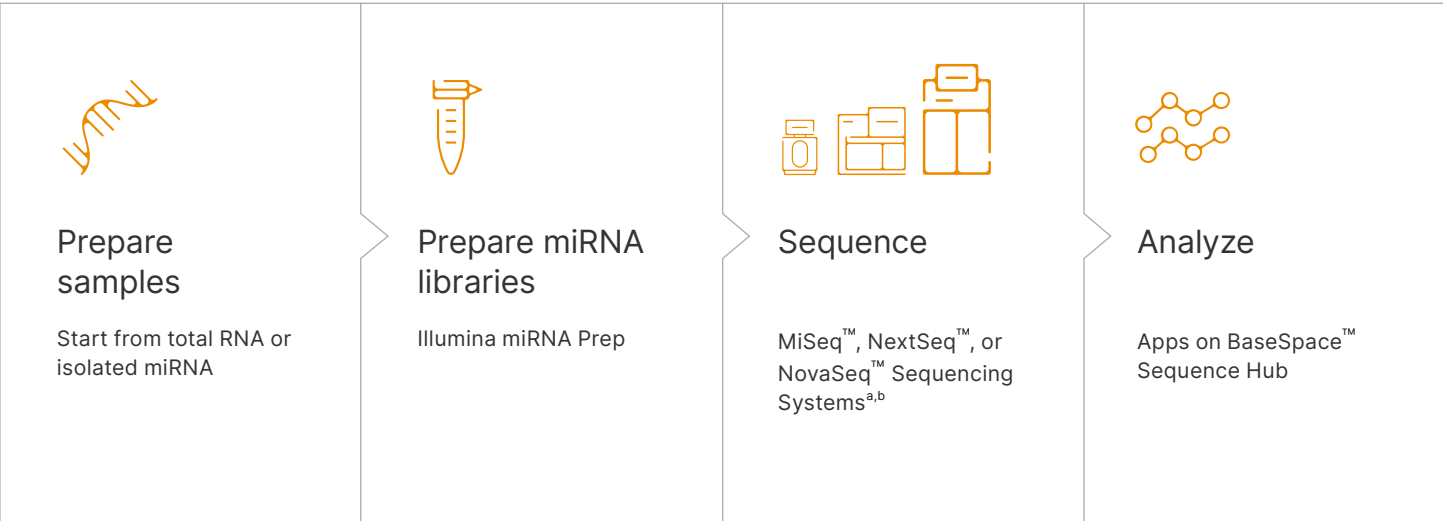 Prepare
samples
Start from total RNA or
isolated miRNA
Prepare miRNA
libraries
Illumina miRNA Prep
Sequence
MiSeq™, NextSeq™, or
NovaSeq™ Sequencing
Systemsᵃ,ᵇ
Analyze
Apps on BaseSpace™
Sequence Hub